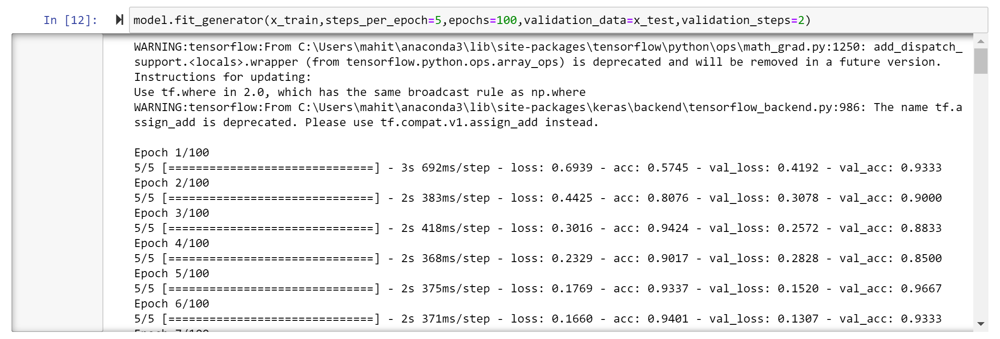 In [12]: model.fit_generator(x_train,steps_per_epoch=5,epochs=100,validation_data=x_test,validation_steps=2)
WARNING:tensorflow:From C:\Users\mahit\anaconda3\lib\site-packages\tensorflow\python\ops\math_grad.py:1250: add_dispatch_
support.<locals>.wrapper (from tensorflow.python.ops.array_ops) is deprecated and will be removed in a future version.
Instructions for updating:
Use tf.where in 2.0, which has the same broadcast rule as np.where
WARNING:tensorflow:From C:\Users\mahit\anaconda3\lib\site-packages\keras\backend\tensorflow_backend.py:986: The name tf.a
ssign_add is deprecated. Please use tf.compat.v1.assign_add instead.
Epoch 1/100
5/5 [==============================] - 3s 692ms/step - loss: 0.6939 - acc: 0.5745 - val_loss: 0.4192 - val_acc: 0.9333
Epoch 2/100
5/5 [==============================] - 2s 383ms/step - loss: 0.4425 - acc: 0.8076 - val_loss: 0.3078 - val_acc: 0.9000
Epoch 3/100
5/5 [==============================] - 2s 418ms/step - loss: 0.3016 - acc: 0.9424 - val_loss: 0.2572 - val_acc: 0.8833
Epoch 4/100
5/5 [==============================] - 2s 368ms/step - loss: 0.2329 - acc: 0.9017 - val_loss: 0.2828 - val_acc: 0.8500
Epoch 5/100
5/5 [==============================] - 2s 375ms/step - loss: 0.1769 - acc: 0.9337 - val_loss: 0.1520 - val_acc: 0.9667
Epoch 6/100
5/5 [==============================] - 2s 371ms/step - loss: 0.1660 - acc: 0.9401 - val_loss: 0.1307 - val_acc: 0.9333
Epoch 7/100